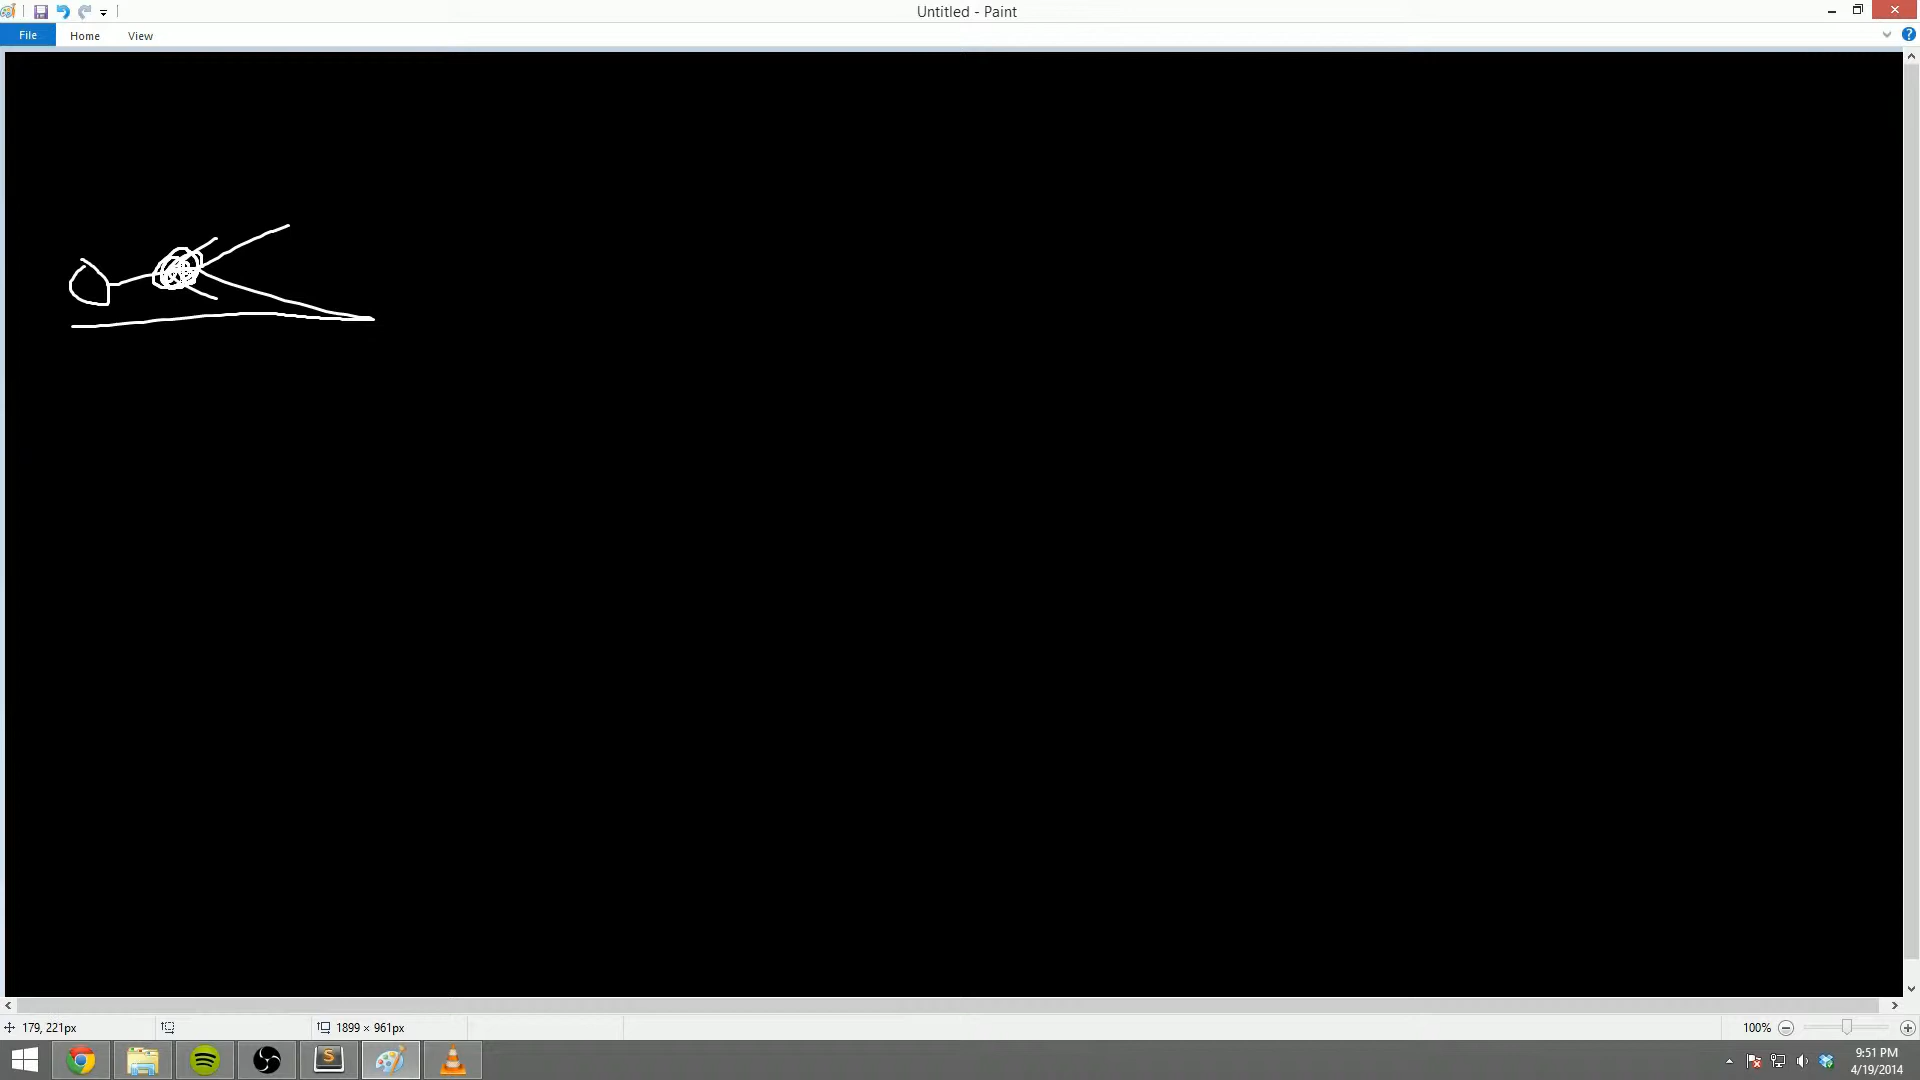 Untitled - Paint
File Home View
179, 221px 1899 × 961px 100%
S
9:51 PM
4/19/2014